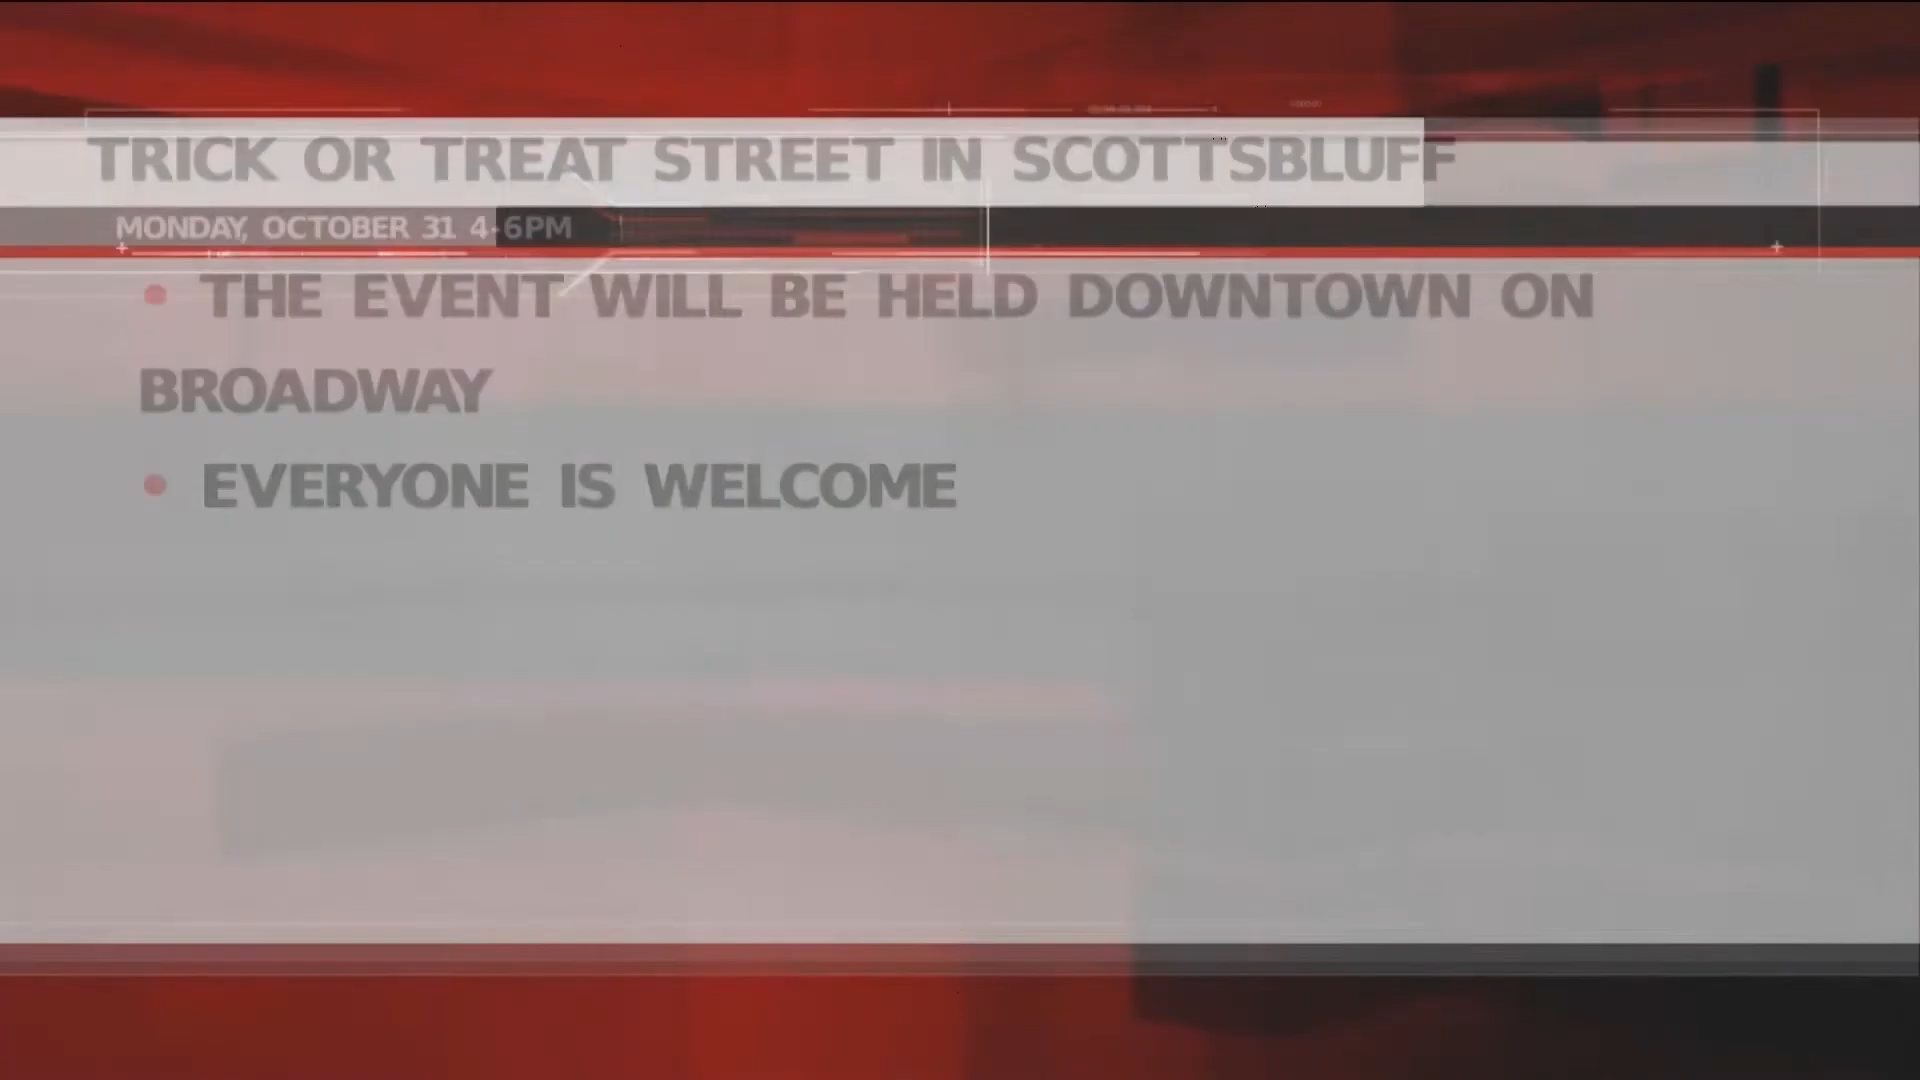 TRICK OR TREAT STREET IN SCOTTSBLUFF
MONDAY, OCTOBER 31 4-6PM
• THE EVENT WILL BE HELD DOWNTOWN ON
BROADWAY
• EVERYONE IS WELCOME